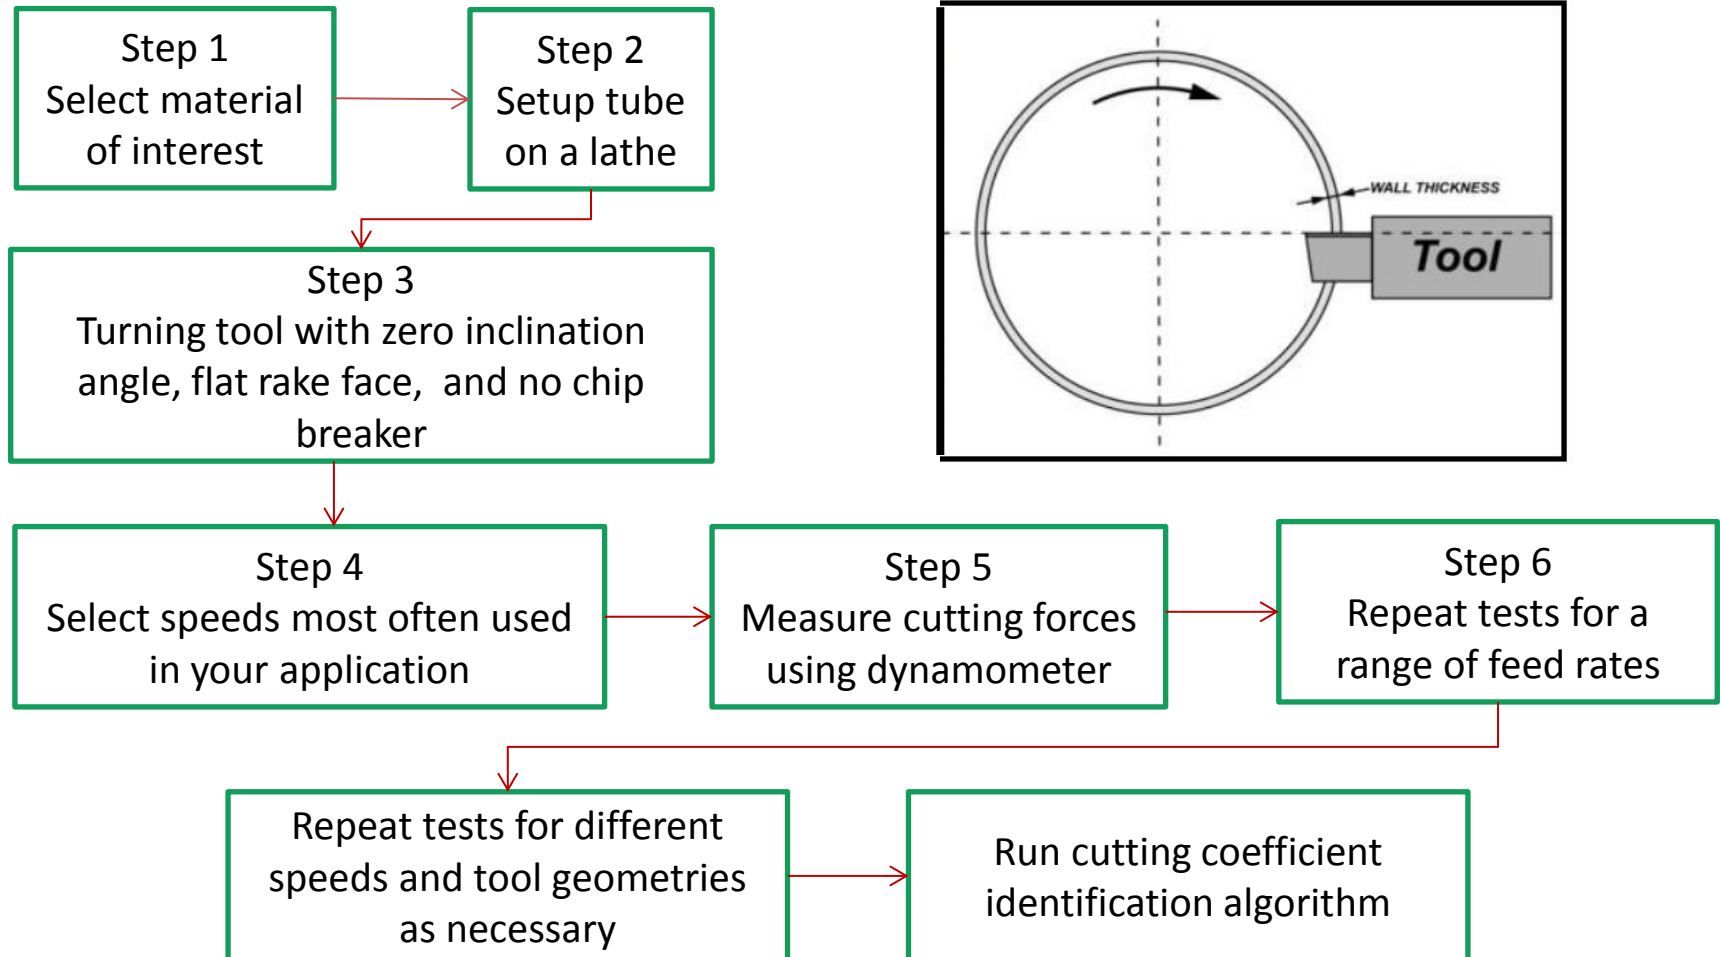 Step 1
Select material
of interest
Step 2
Setup tube
on a lathe
WALL THICKNESS
Tool
Step 3
Turning tool with zero inclination
angle, flat rake face, and no chip
breaker
Step 4
Select speeds most often used
in your application
Step 5
Measure cutting forces
using dynamometer
Step 6
Repeat tests for a
range of feed rates
Repeat tests for different
speeds and tool geometries
as necessary
Run cutting coefficient
identification algorithm